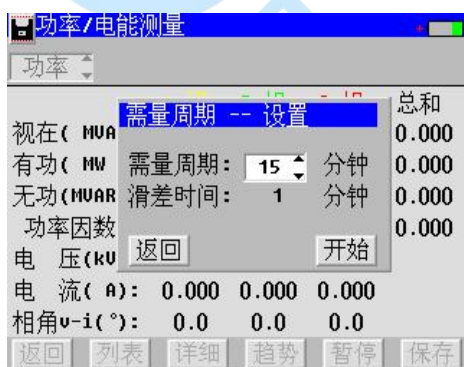 功率/电能测量
功率
总和
需量周期 -- 设置
视在( MVA 0.000
有功( MW 需量周期: 15 分钟 0.000
无功(MVAR 滑差时间: 1 分钟 0.000
功率因数 0.000
返回 开始
电 压(kV
电 流( A): 0.000 0.000 0.000
相角v-i(°): 0.0 0.0 0.0
返回 列表 详细 趋势 暂停 保存